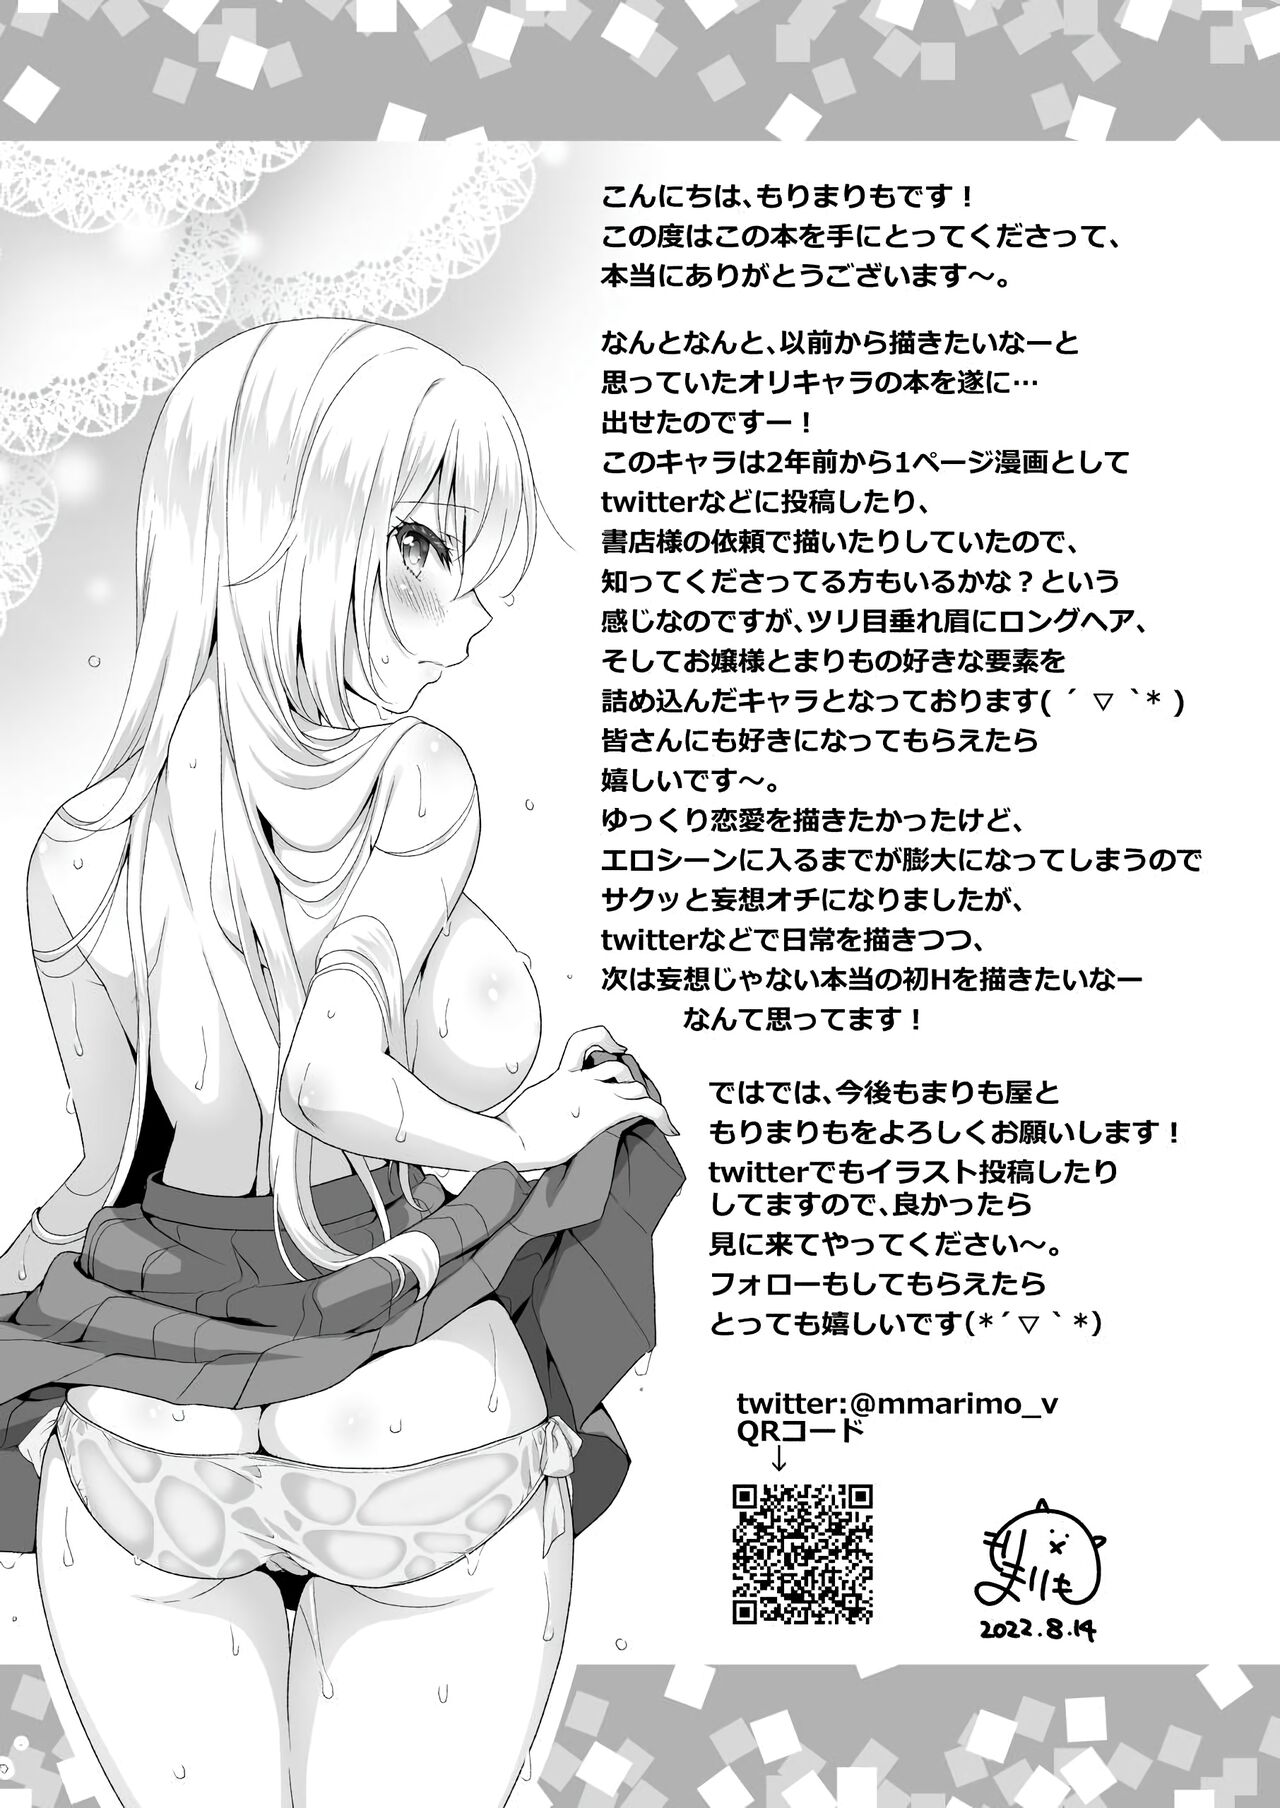 こんにちは、もりまりもです！
この度はこの本を手にとってくださって、
本当にありがとうございます～。
なんとなんと、以前から描きたいなーと
思っていたオリキャラの本を遂に…
出せたのですー！
このキャラは2年前から1ページ漫画として
twitterなどに投稿したり、
書店様の依頼で描いたりしていたので、
知ってくださってる方もいるかな？という
感じなのですが、ツリ目垂れ眉にロングヘア、
そしてお嬢様とまりもの好きな要素を
詰め込んだキャラとなっております( ´ ▽ ｀* )
皆さんにも好きになってもらえたら
嬉しいです～。
ゆっくり恋愛を描きたかったけど、
エロシーンに入るまでが膨大になってしまうので
サクッと妄想オチになりましたが、
twitterなどで日常を描きつつ、
次は妄想じゃない本当の初Hを描きたいなー
なんて思ってます！
ではでは、今後もまりも屋と
もりまりもをよろしくお願いします！
twitterでもイラスト投稿したり
してますので、良かったら
見に来てやってください～。
フォローもしてもらえたら
とっても嬉しいです(*´▽｀*)
twitter:@mmarimo_v
QRコード
↓
もりまりも
2022.8.14